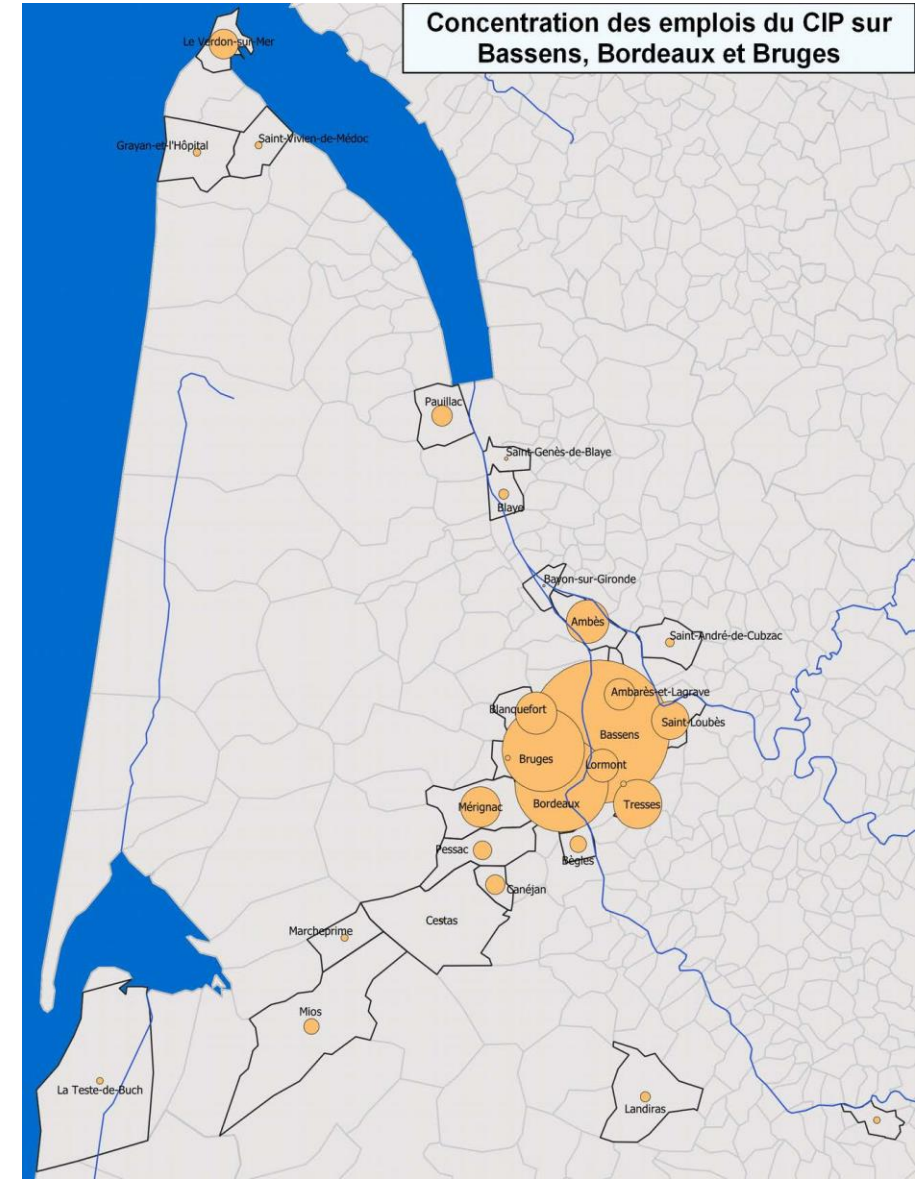 Concentration des emplois du CIP sur
Bassens, Bordeaux et Bruges
Le Verdon-sur-Mer
Grayan-et-l'Hôpital
Saint-Vivien-de-Médoc
Pauillac
Saint-Genès-de-Blaye
Blaye
Bayon-sur-Gironde
Ambès
Saint-André-de-Cubzac
Ambarès-et-Lagrave
Blanquefort
Saint-Loubès
Bassens
Bruges
Lormont
Mérignac
Bordeaux
Tresses
Pessac
Bègles
Canéjan
Cestas
Marcheprime
Mios
La Teste-de-Buch
Landiras